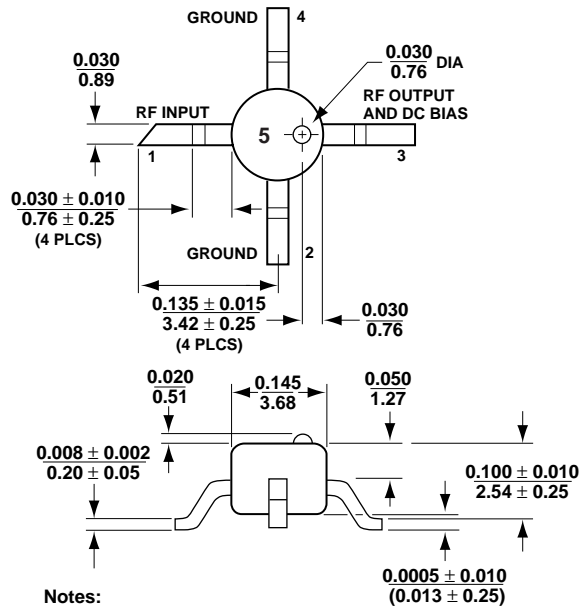 GROUND 4
0.030
0.89
0.030
0.76
DIA
RF INPUT
RF OUTPUT
AND DC BIAS
5
1
3
0.030 ± 0.010
0.76 ± 0.25
(4 PLCS)
GROUND 2
0.135 ± 0.015
3.42 ± 0.25
(4 PLCS)
0.030
0.76
0.020
0.51
0.145
3.68
0.050
1.27
0.008 ± 0.002
0.20 ± 0.05
0.100 ± 0.010
2.54 ± 0.25
0.0005 ± 0.010
(0.013 ± 0.25)
Notes: